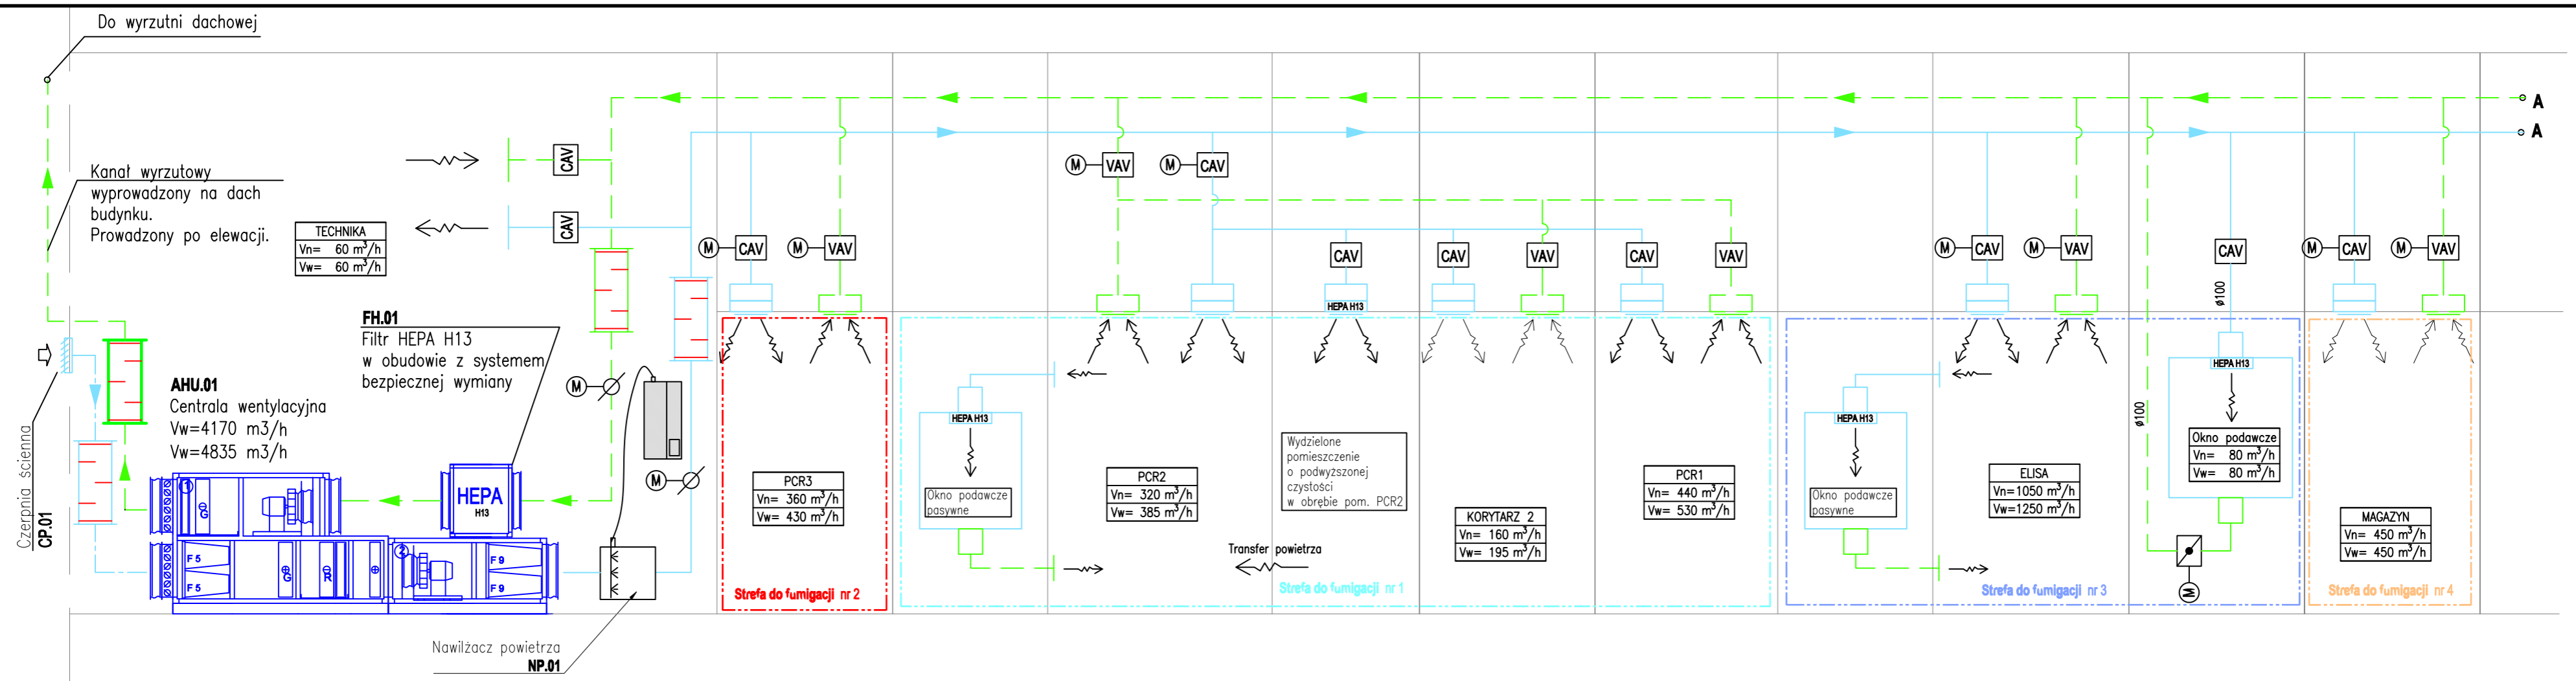 Do wyrzutni dachowej
A
A
Kanał wyrzutowy
wyprowadzony na dach
budynku.
Prowadzony po elewacji.
TECHNIKA
Vn= 60 m³/h
Vw= 60 m³/h
CAV
CAV
M CAV
M VAV
M VAV
M CAV
CAV
CAV
VAV
CAV
VAV
M CAV
M VAV
CAV
M CAV
M VAV
ø100
ø100
HEPA H13
FH.01
Filtr HEPA H13
w obudowie z systemem
bezpiecznej wymiany
AHU.01
Centrala wentylacyjna
Vw=4170 m3/h
Vw=4835 m3/h
Czerpnia ścienna
CP.01
M
M
HEPA
H13
1
G
F5
F5
G
R
2
F9
F9
Nawilżacz powietrza
NP.01
PCR3
Vn= 360 m³/h
Vw= 430 m³/h
Strefa do fumigacji nr 2
HEPA H13
Okno podawcze
pasywne
PCR2
Vn= 320 m³/h
Vw= 385 m³/h
Wydzielone
pomieszczenie
o podwyższonej
czystości
w obrębie pom. PCR2
Transfer powietrza
Strefa do fumigacji nr 1
KORYTARZ 2
Vn= 160 m³/h
Vw= 195 m³/h
PCR1
Vn= 440 m³/h
Vw= 530 m³/h
HEPA H13
Okno podawcze
pasywne
ELISA
Vn=1050 m³/h
Vw=1250 m³/h
Strefa do fumigacji nr 3
HEPA H13
Okno podawcze
Vn= 80 m³/h
Vw= 80 m³/h
M
MAGAZYN
Vn= 450 m³/h
Vw= 450 m³/h
Strefa do fumigacji nr 4